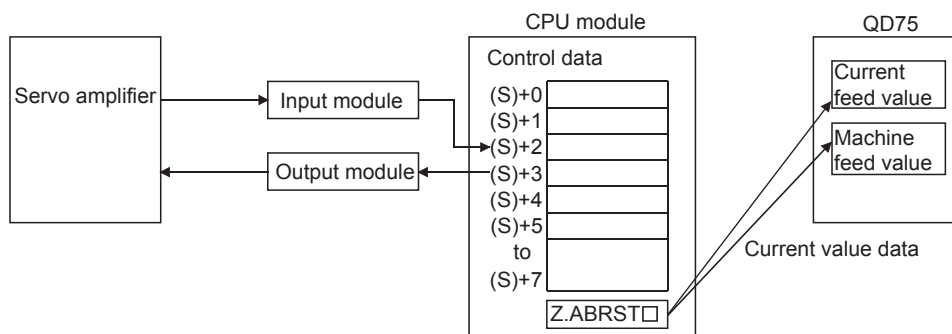 CPU module
QD75
Servo amplifier
Input module
Output module
Control data
(S)+0
(S)+1
(S)+2
(S)+3
(S)+4
(S)+5
to
(S)+7
Z.ABRST□
Current
feed value
Machine
feed value
Current value data